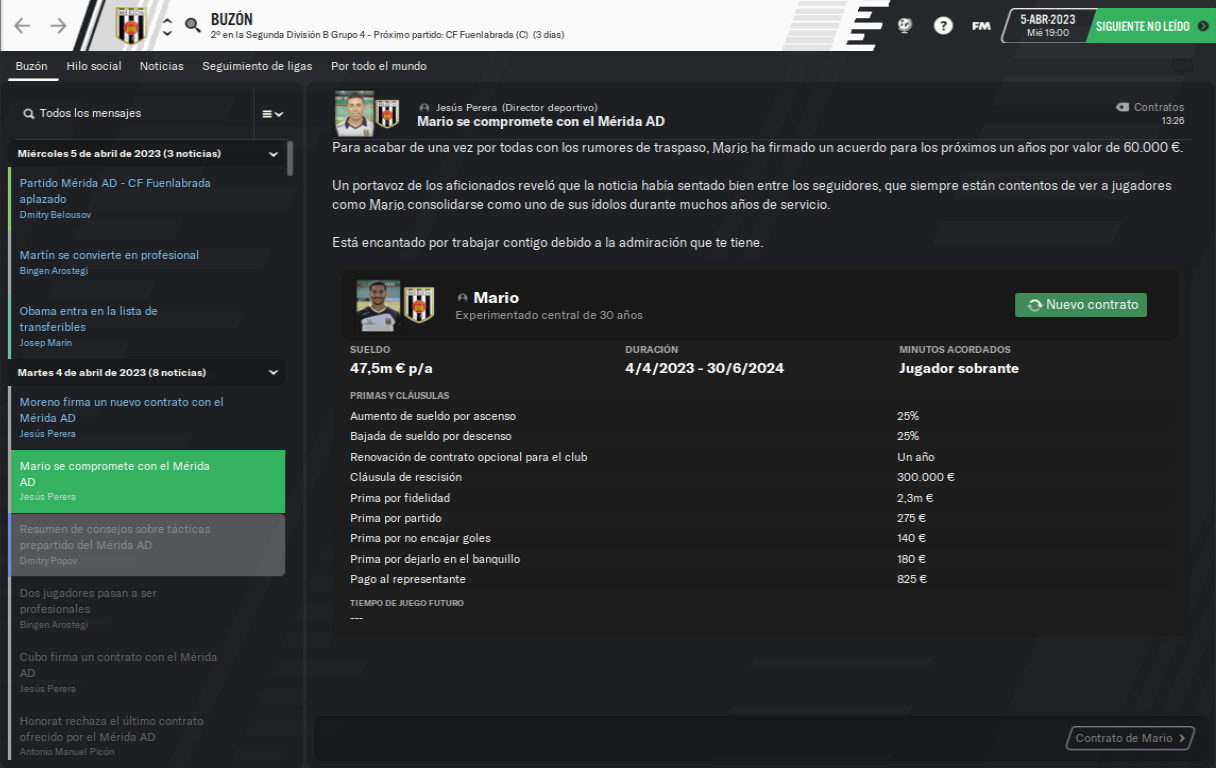 BUZÓN
2º en la Segunda División B Grupo 4 - Próximo partido: CF Fuenlabrada (C) (3 días)
?
FM
5-ABR-2023
Mié 19:00
SIGUIENTE NO LEÍDO
Buzón
Hilo social
Noticias
Seguimiento de ligas
Por todo el mundo
Todos los mensajes
Miércoles 5 de abril de 2023 (3 noticias)
Partido Mérida AD - CF Fuenlabrada
aplazado
Dmitry Belousov
Martín se convierte en profesional
Bingen Arostegi
Obama entra en la lista de
transferibles
Josep Marín
Martes 4 de abril de 2023 (8 noticias)
Moreno firma un nuevo contrato con el
Mérida AD
Jesús Perera
Mario se compromete con el Mérida
AD
Jesús Perera
Resumen de consejos sobre tácticas
prepartido del Mérida AD
Dmitry Popov
Dos jugadores pasan a ser
profesionales
Bingen Arostegi
Cubo firma un contrato con el Mérida
AD
Jesús Perera
Honorat rechaza el último contrato
ofrecido por el Mérida AD
Antonio Manuel Picón
Jesús Perera (Director deportivo)
Mario se compromete con el Mérida AD
Contratos
13:26
Para acabar de una vez por todas con los rumores de traspaso, Mario ha firmado un acuerdo para los próximos un años por valor de 60.000 €.
Un portavoz de los aficionados reveló que la noticia había sentado bien entre los seguidores, que siempre están contentos de ver a jugadores
como Mario consolidarse como uno de sus ídolos durante muchos años de servicio.
Está encantado por trabajar contigo debido a la admiración que te tiene.
Mario
Experimentado central de 30 años
Nuevo contrato
SUELDO
DURACIÓN
MINUTOS ACORDADOS
47,5m € p/a
4/4/2023 - 30/6/2024
Jugador sobrante
PRIMAS Y CLÁUSULAS
Aumento de sueldo por ascenso 25%
Bajada de sueldo por descenso 25%
Renovación de contrato opcional para el club Un año
Cláusula de rescisión 300.000 €
Prima por fidelidad 2,3m €
Prima por partido 275 €
Prima por no encajar goles 140 €
Prima por dejarlo en el banquillo 180 €
Pago al representante 825 €
TIEMPO DE JUEGO FUTURO
---
Contrato de Mario